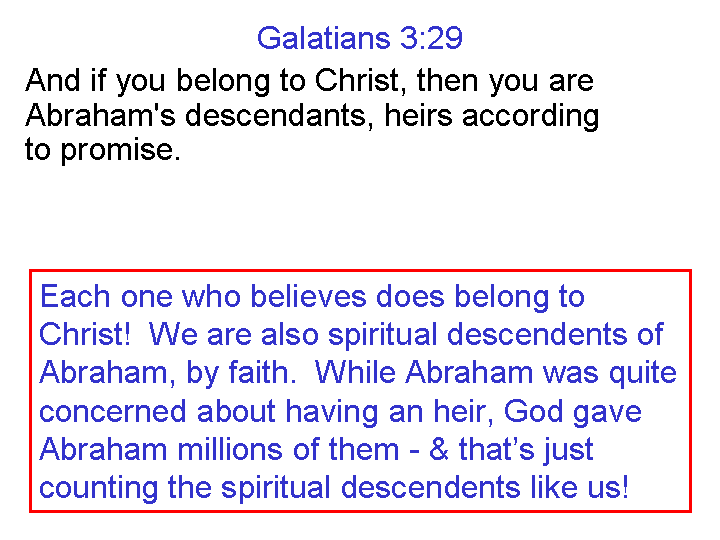 Galatians 3:29
And if you belong to Christ, then you are
Abraham's descendants, heirs according
to promise.
Each one who believes does belong to
Christ!  We are also spiritual descendents of
Abraham, by faith.  While Abraham was quite
concerned about having an heir, God gave
Abraham millions of them - & that’s just
counting the spiritual descendents like us!